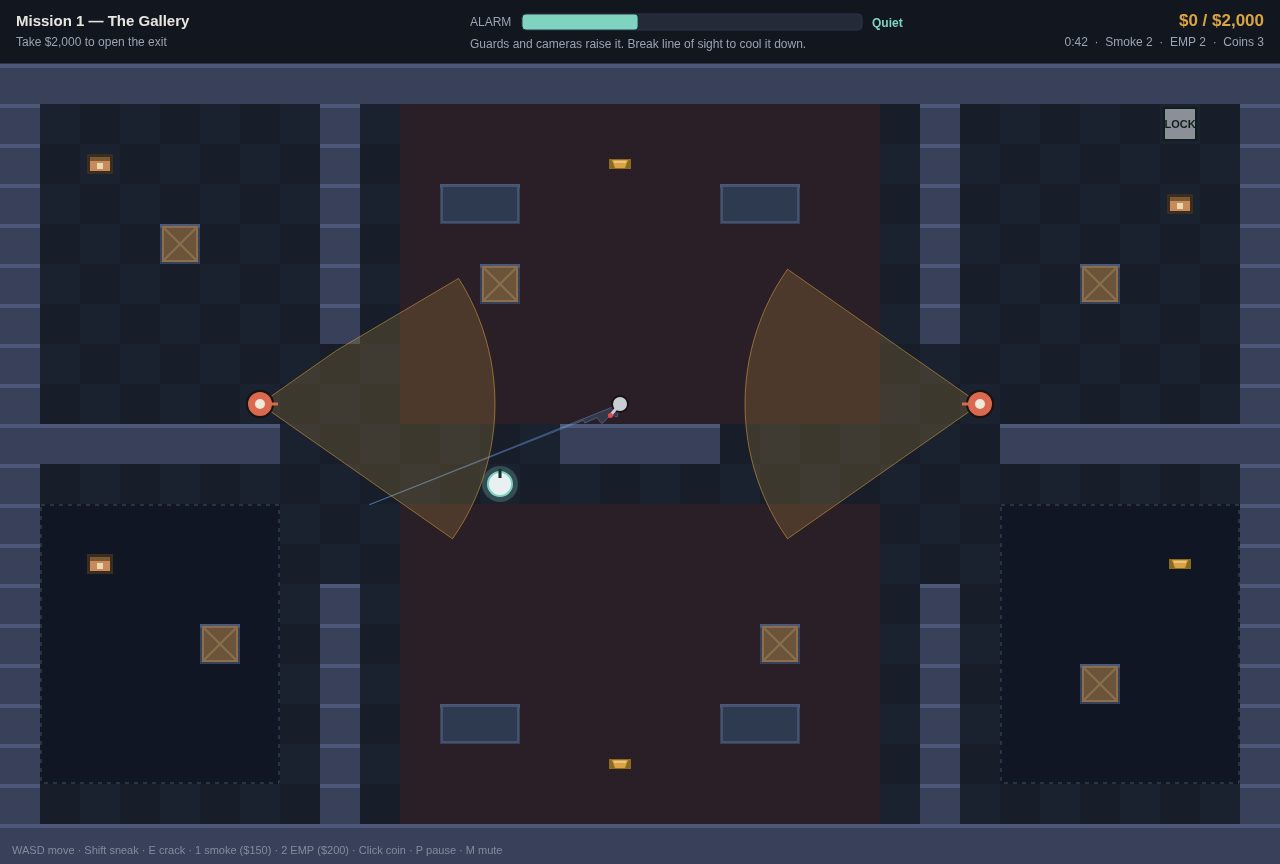 Mission 1 — The Gallery
Take $2,000 to open the exit
ALARM
Quiet
Guards and cameras raise it. Break line of sight to cool it down.
$0 / $2,000
0:42 · Smoke 2 · EMP 2 · Coins 3
LOCK
WASD move · Shift sneak · E crack · 1 smoke ($150) · 2 EMP ($200) · Click coin · P pause · M mute